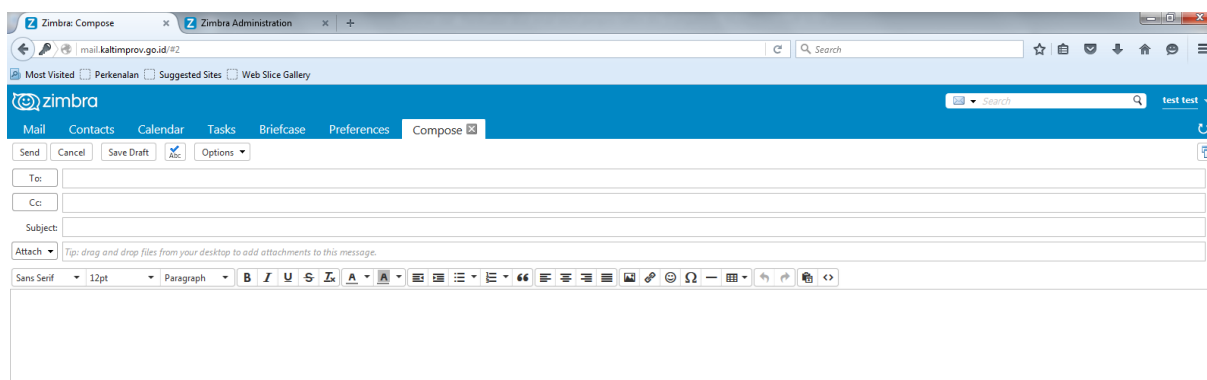 Zimbra: Compose Zimbra Administration
mail.kaltimprov.go.id/#2 Search
Most Visited Perkenalan Suggested Sites Web Slice Gallery
zimbra Search test test
Mail Contacts Calendar Tasks Briefcase Preferences Compose
Send Cancel Save Draft Abc Options
To:
Cc:
Subject:
Attach Tip: drag and drop files from your desktop to add attachments to this message.
Sans Serif 12pt Paragraph B I U S Ix A A